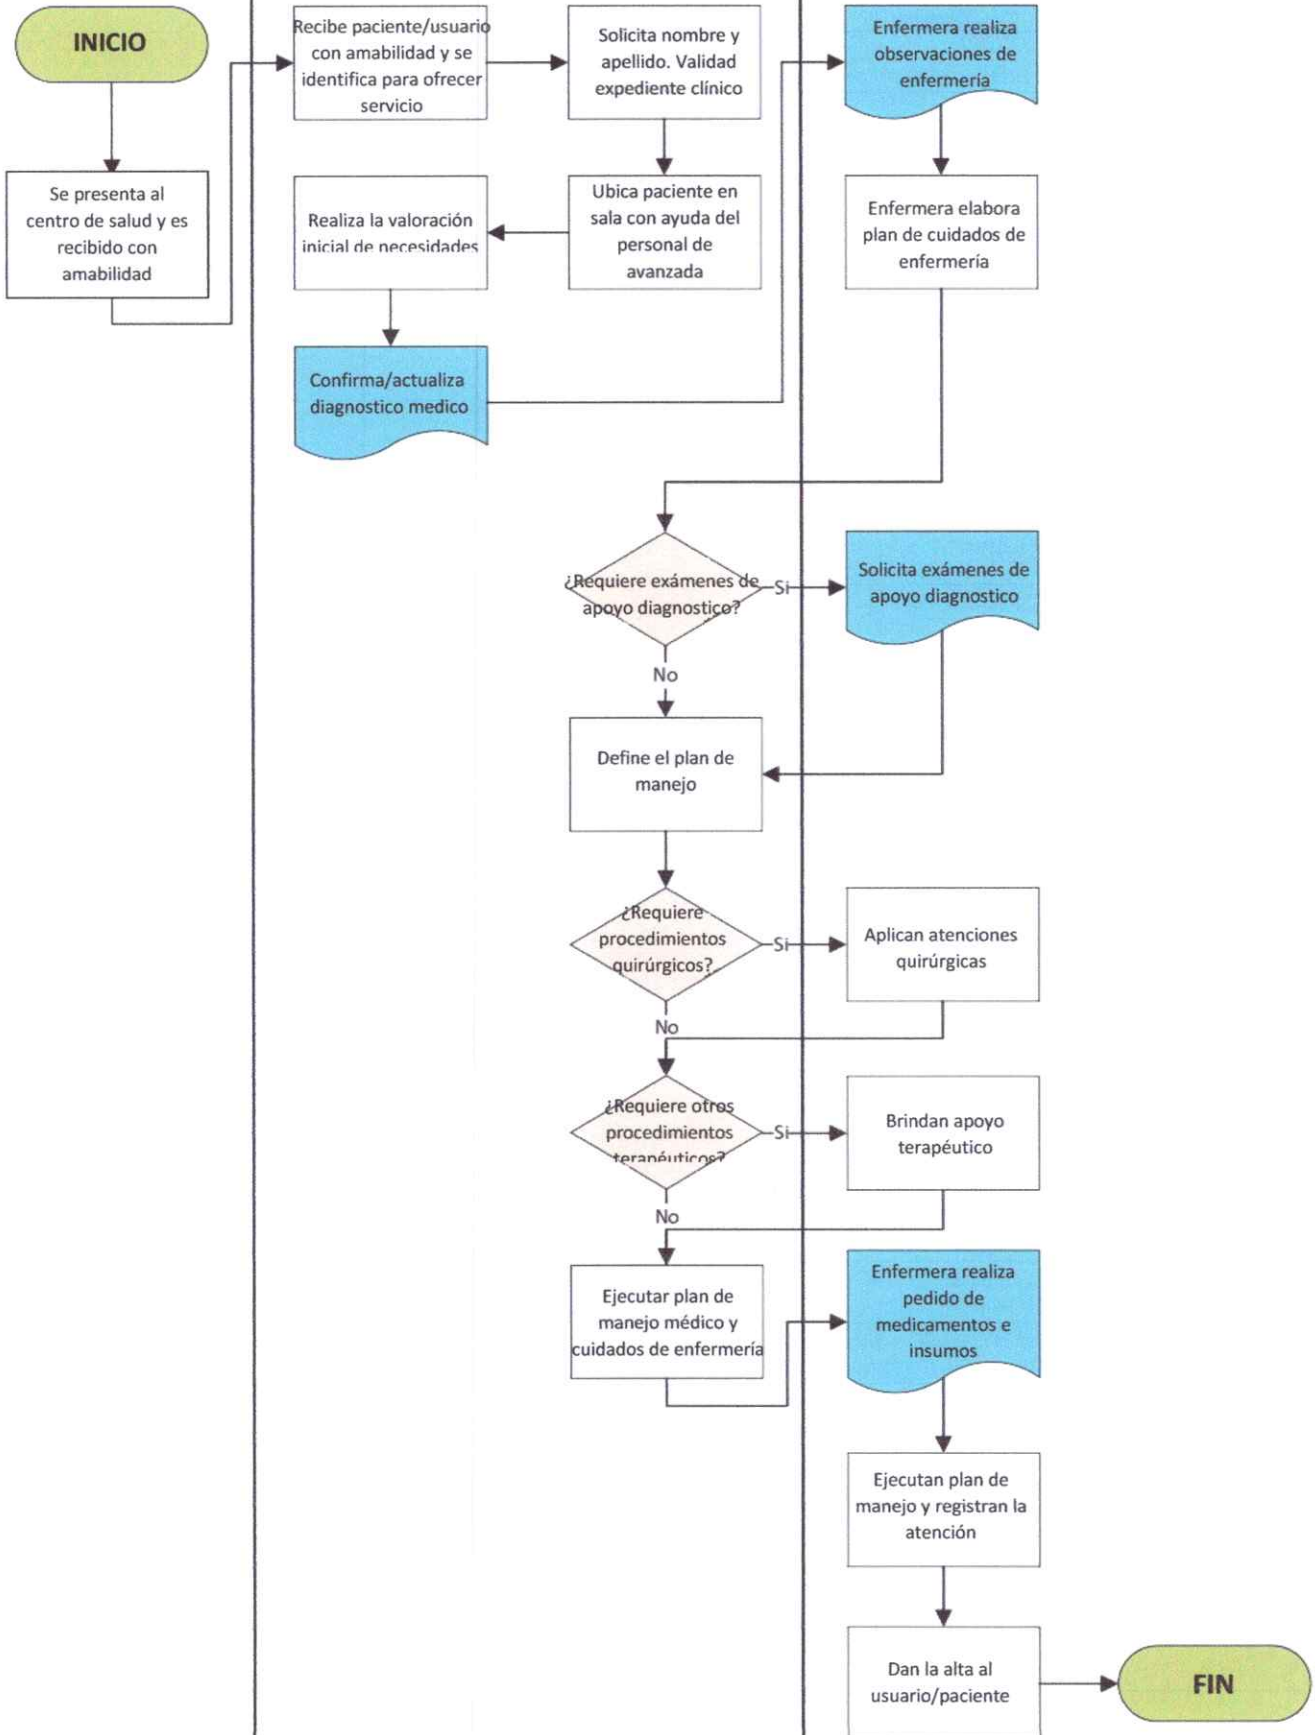 INICIO
Se presenta al
centro de salud y es
recibido con
amabilidad
Recibe paciente/usuario
con amabilidad y se
identifica para ofrecer
servicio
Solicita nombre y
apellido. Validad
expediente clínico
Ubica paciente en
sala con ayuda del
personal de
avanzada
Realiza la valoración
inicial de necesidades
Confirma/actualiza
diagnostico medico
Enfermera realiza
observaciones de
enfermería
Enfermera elabora
plan de cuidados de
enfermería
¿Requiere exámenes de
apoyo diagnostico?
Si
Solicita exámenes de
apoyo diagnostico
No
Define el plan de
manejo
¿Requiere
procedimientos
quirúrgicos?
Si
Aplican atenciones
quirúrgicas
No
¿Requiere otros
procedimientos
terapéuticos?
Si
Brindan apoyo
terapéutico
No
Ejecutar plan de
manejo médico y
cuidados de enfermería
Enfermera realiza
pedido de
medicamentos e
insumos
Ejecutan plan de
manejo y registran la
atención
Dan la alta al
usuario/paciente
FIN